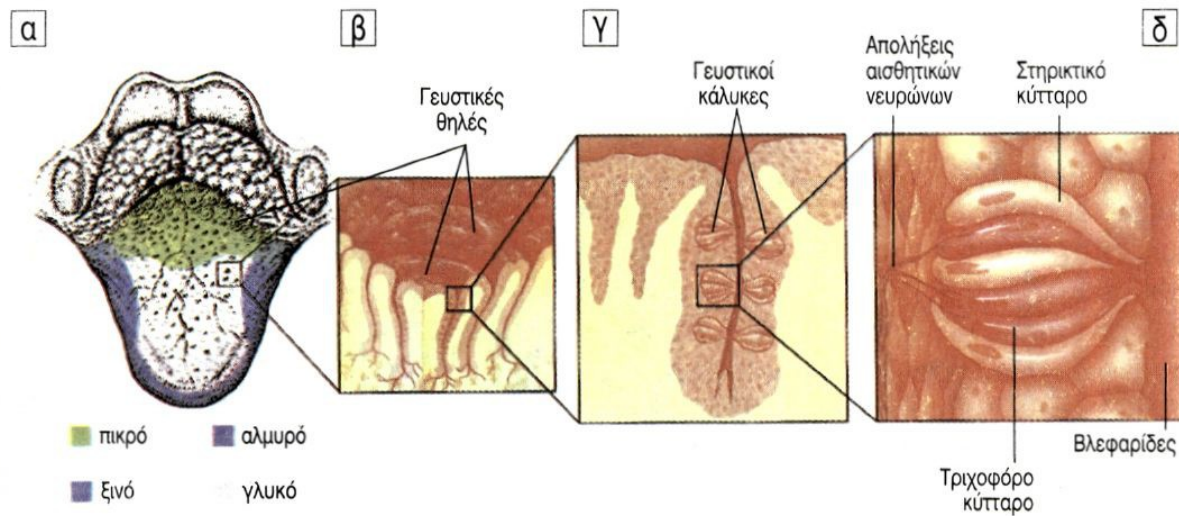 α
β
γ
δ
Γευστικές
θηλές
Γευστικοί
κάλυκες
Απολήξεις
αισθητικών
νευρώνων
Στηρικτικό
κύτταρο
πικρό
αλμυρό
ξινό
γλυκό
Τριχοφόρο
κύτταρο
Βλεφαρίδες